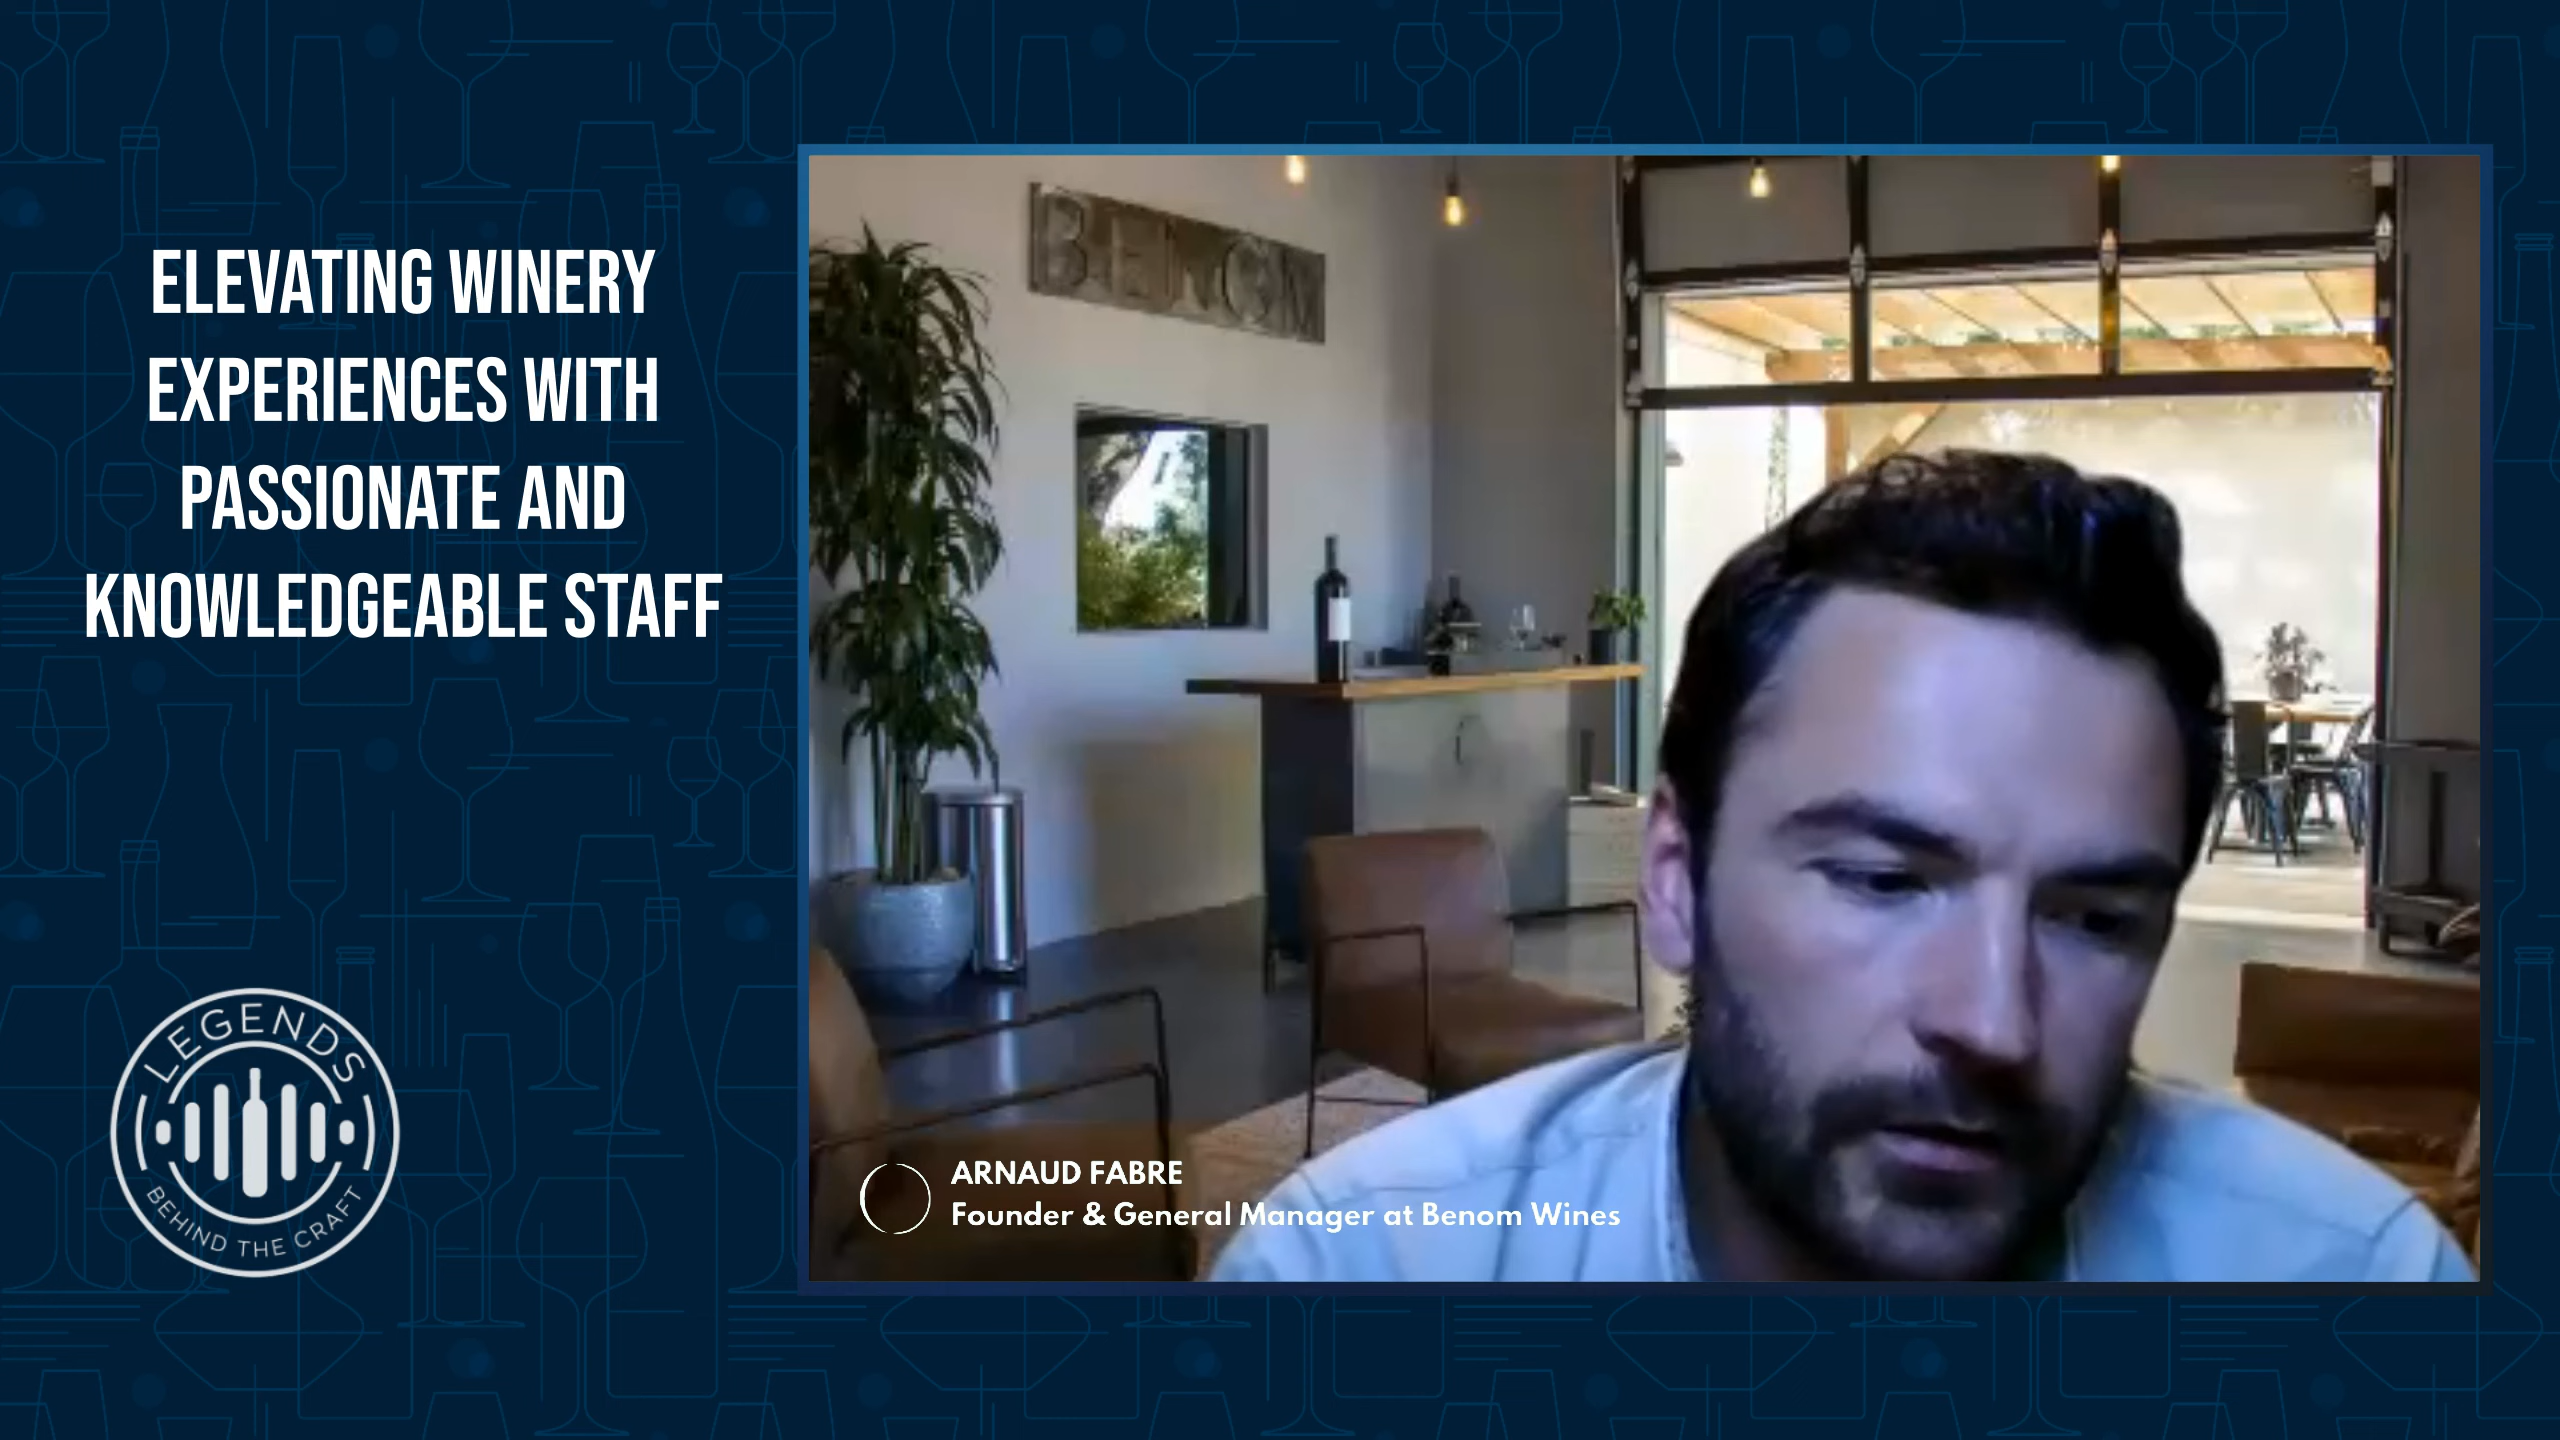 ELEVATING WINERY
EXPERIENCES WITH
PASSIONATE AND
KNOWLEDGEABLE STAFF
LEGENDS
BEHIND THE CRAFT
BENOM
ARNAUD FABRE
Founder & General Manager at Benom Wines